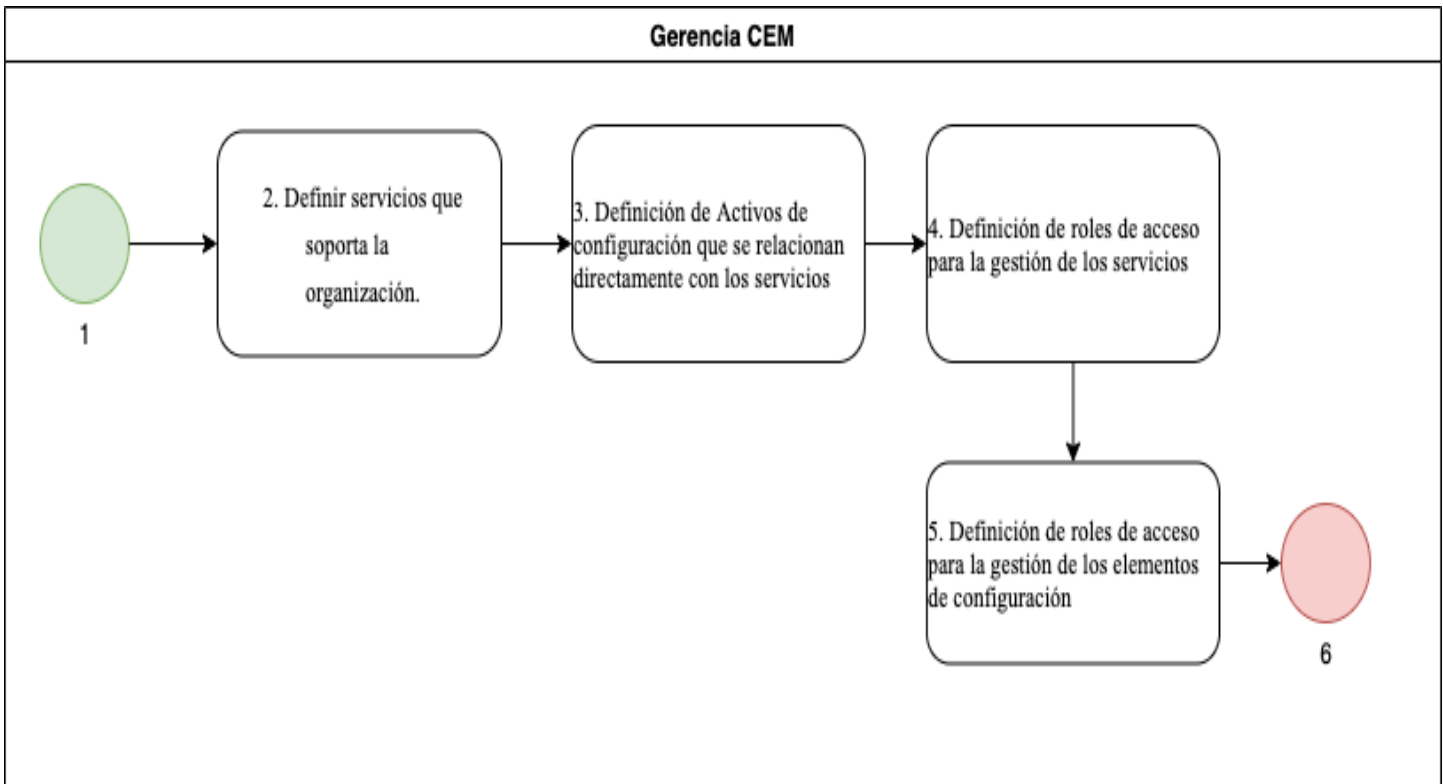 Gerencia CEM
1
2. Definir servicios que
soporta la
organización.
3. Definición de Activos de
configuración que se relacionan
directamente con los servicios
4. Definición de roles de acceso
para la gestión de los servicios
5. Definición de roles de acceso
para la gestión de los elementos
de configuración
6